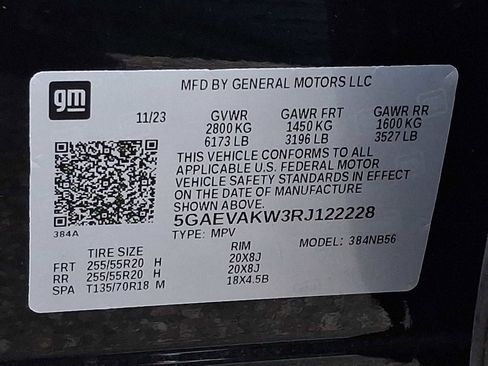 gm
MFD BY GENERAL MOTORS LLC
11/23 GVWR GAWR FRT GAWR RR
2800 KG 1450 KG 1600 KG
6173 LB 3196 LB 3527 LB
THIS VEHICLE CONFORMS TO ALL
APPLICABLE U.S. FEDERAL MOTOR
VEHICLE SAFETY STANDARDS IN EFFECT
ON THE DATE OF MANUFACTURE
SHOWN ABOVE.
384A
5GAEVAKW3RJ122228
TYPE: MPV MODEL: 384NB56
TIRE SIZE RIM
FRT 255/55R20 H 20X8J
RR 255/55R20 H 20X8J
SPA T135/70R18 M 18X4.5B